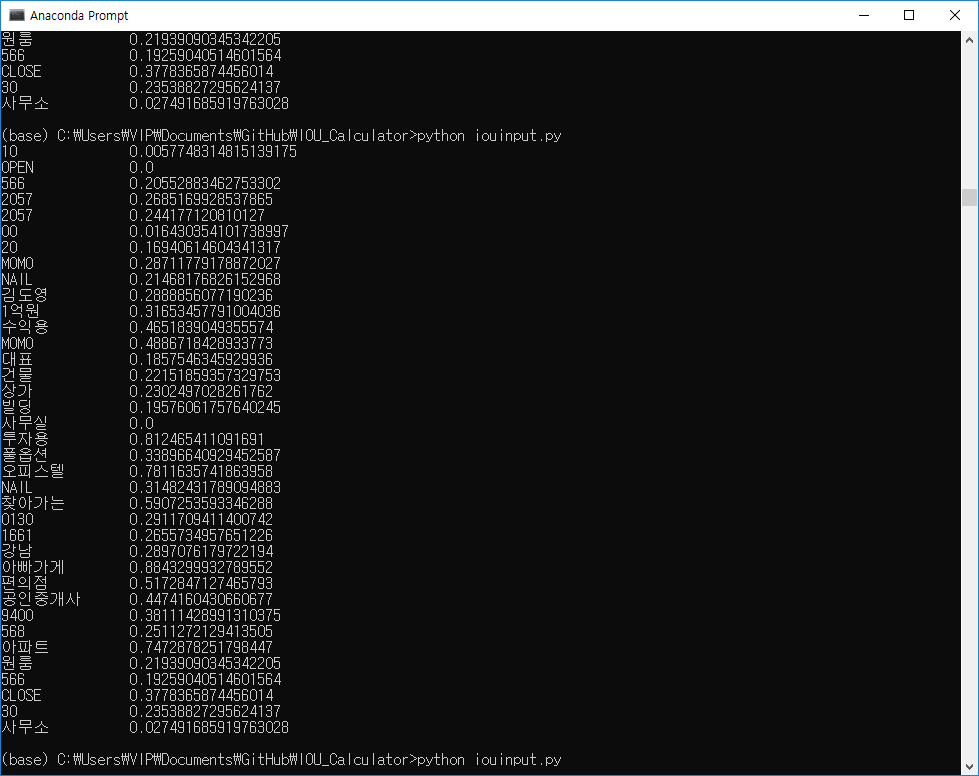 Anaconda Prompt
원룸 0.21939090345342205
566 0.19259040514601564
CLOSE 0.3778365874456014
30 0.23538827295624137
사무소 0.027491685919763028
(base) C:₩Users₩VIP₩Documents₩GitHub₩IOU_Calculator>python iouinput.py
10 0.0057748314815139175
OPEN 0.0
566 0.20552883462753302
2057 0.2685169928537865
2057 0.244177120810127
00 0.016430354101738997
20 0.16940614604341317
MOMO 0.28711779178872027
NAIL 0.21468176826152968
김도영 0.2888856077190236
1억원 0.31653457791004036
수익용 0.4651839049355574
MOMO 0.4886718428933773
대표 0.1857546345929936
건물 0.22151859357329753
상가 0.2302497028261762
빌딩 0.19576061757640245
사무실 0.0
투자용 0.812465411091691
풀옵션 0.33896640929452587
오피스텔 0.7811635741863958
NAIL 0.31482431789094883
찾아가는 0.5907253593346288
0130 0.2911709411400742
1661 0.2655734957651226
강남 0.2897076179722194
아빠가게 0.8843299932789552
편의점 0.5172847127465793
공인중개사 0.4474160430660677
9400 0.38111428991310375
568 0.2511272129413505
아파트 0.7472878251798447
원룸 0.21939090345342205
566 0.19259040514601564
CLOSE 0.3778365874456014
30 0.23538827295624137
사무소 0.027491685919763028
(base) C:₩Users₩VIP₩Documents₩GitHub₩IOU_Calculator>python iouinput.py